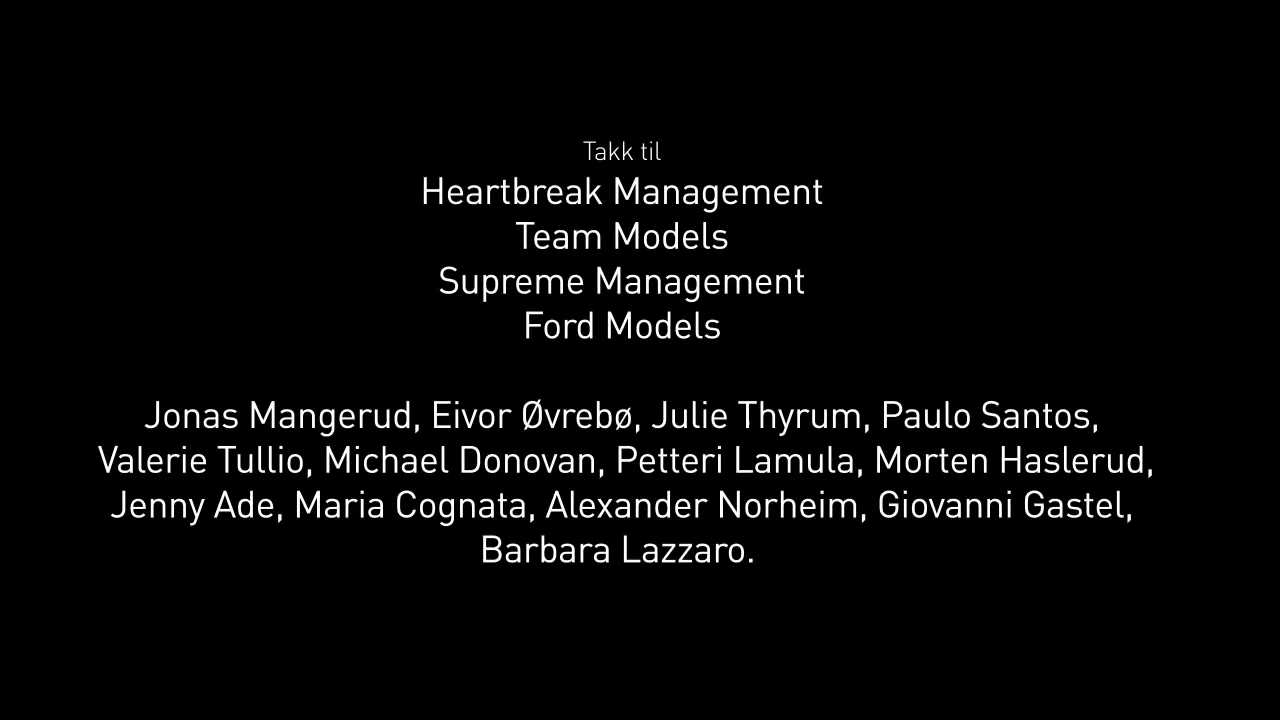 Takk til
Heartbreak Management
Team Models
Supreme Management
Ford Models
Jonas Mangerud, Eivor Øvrebø, Julie Thyrum, Paulo Santos,
Valerie Tullio, Michael Donovan, Petteri Lamula, Morten Haslerud,
Jenny Ade, Maria Cognata, Alexander Norheim, Giovanni Gastel,
Barbara Lazzaro.